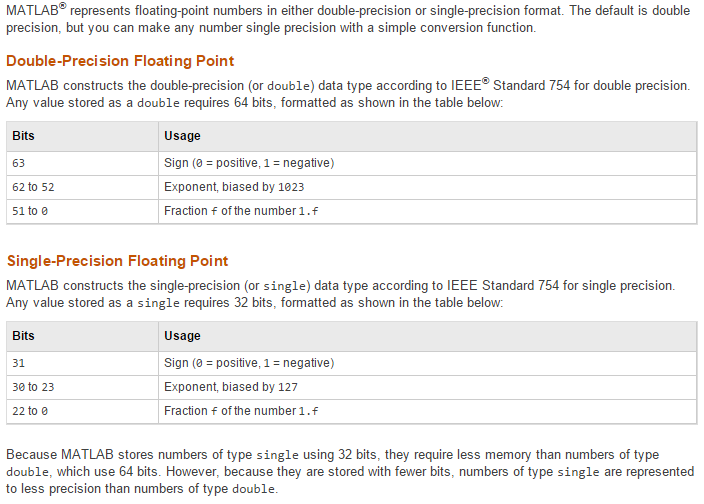 MATLAB® represents floating-point numbers in either double-precision or single-precision format. The default is double
precision, but you can make any number single precision with a simple conversion function.
Double-Precision Floating Point
MATLAB constructs the double-precision (or double) data type according to IEEE® Standard 754 for double precision.
Any value stored as a double requires 64 bits, formatted as shown in the table below:
Bits Usage
63 Sign (0 = positive, 1 = negative)
62 to 52 Exponent, biased by 1023
51 to 0 Fraction f of the number 1.f
Single-Precision Floating Point
MATLAB constructs the single-precision (or single) data type according to IEEE Standard 754 for single precision.
Any value stored as a single requires 32 bits, formatted as shown in the table below:
Bits Usage
31 Sign (0 = positive, 1 = negative)
30 to 23 Exponent, biased by 127
22 to 0 Fraction f of the number 1.f
Because MATLAB stores numbers of type single using 32 bits, they require less memory than numbers of type
double, which use 64 bits. However, because they are stored with fewer bits, numbers of type single are represented
to less precision than numbers of type double.